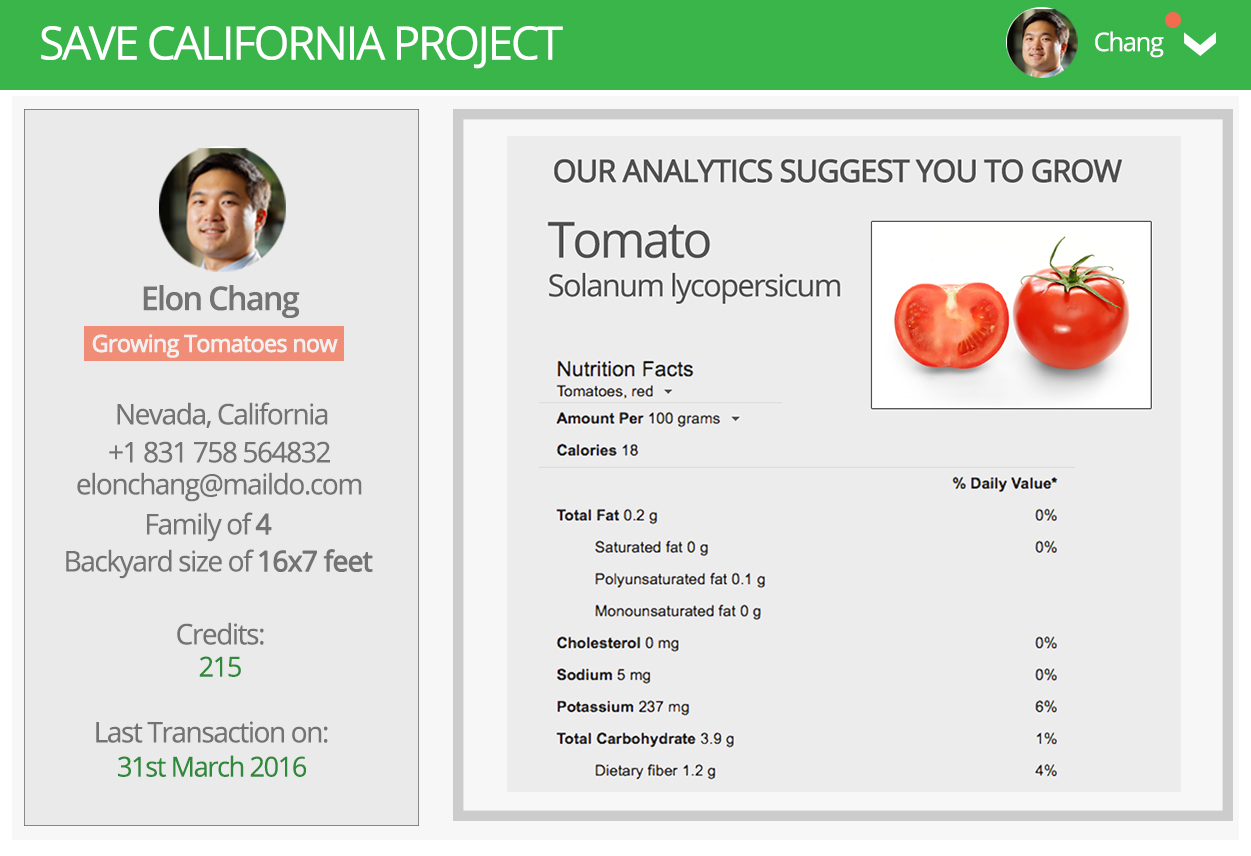 SAVE CALIFORNIA PROJECT
Chang
Elon Chang
Growing Tomatoes now
Nevada, California
+1 831 758 564832
elonchang@maildo.com
Family of 4
Backyard size of 16x7 feet
Credits:
215
Last Transaction on:
31st March 2016
OUR ANALYTICS SUGGEST YOU TO GROW
Tomato
Solanum lycopersicum
Nutrition Facts
Tomatoes, red
Amount Per 100 grams
Calories 18
% Daily Value*
Total Fat 0.2 g 0%
Saturated fat 0 g 0%
Polyunsaturated fat 0.1 g
Monounsaturated fat 0 g
Cholesterol 0 mg 0%
Sodium 5 mg 0%
Potassium 237 mg 6%
Total Carbohydrate 3.9 g 1%
Dietary fiber 1.2 g 4%